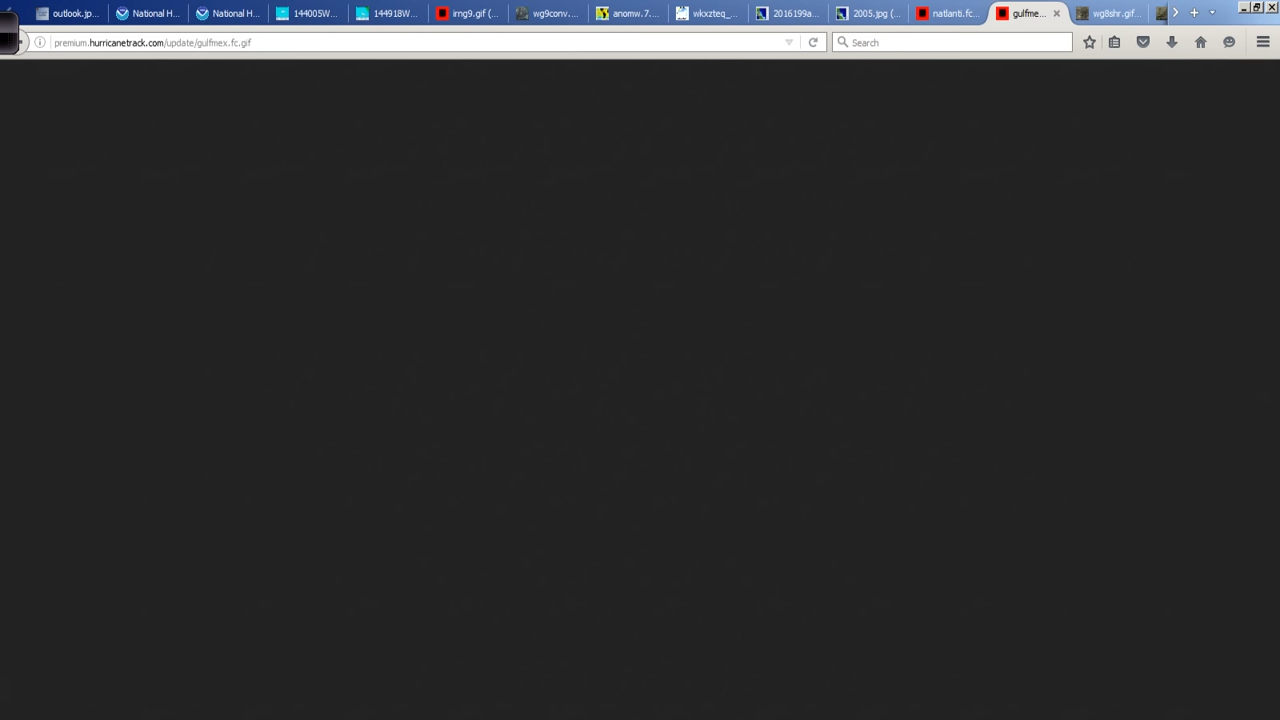 outlook.jp... National H... National H... 144005W... 144918W... irng9.gif (... wg9conv.... anomw.7.... wkxzteq_... 2016199a... 2005.jpg (... natlanti.fc... gulfme... wg8shr.gif...
premium.hurricanetrack.com/update/gulfmex.fc.gif Search